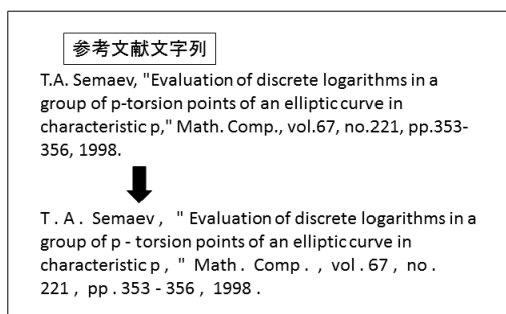 参考文献文字列
T.A. Semaev, "Evaluation of discrete logarithms in a
group of p-torsion points of an elliptic curve in
characteristic p," Math. Comp., vol.67, no.221, pp.353-
356, 1998.
T . A . Semaev , " Evaluation of discrete logarithms in a
group of p - torsion points of an elliptic curve in
characteristic p , " Math . Comp . , vol . 67 , no .
221 , pp . 353 - 356 , 1998 .